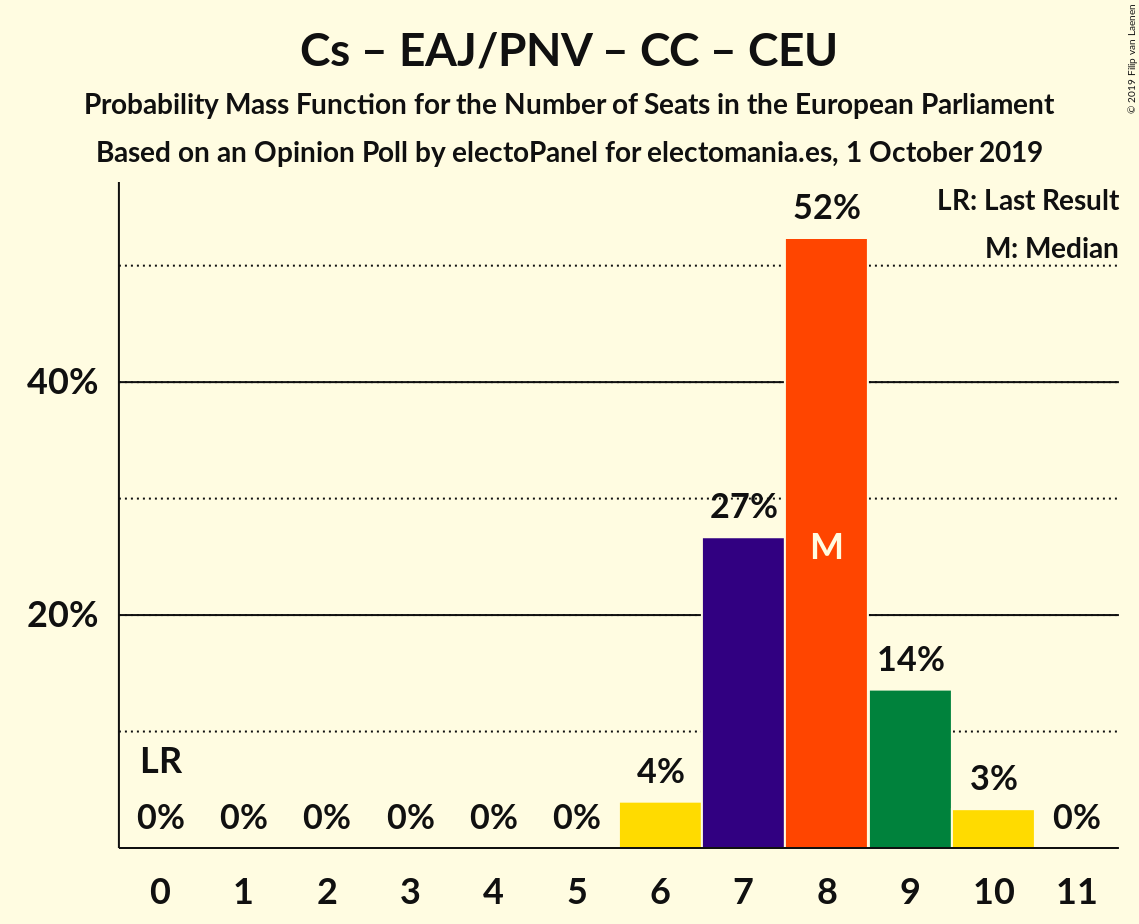 Cs – EAJ/PNV – CC – CEU
Probability Mass Function for the Number of Seats in the European Parliament
Based on an Opinion Poll by electoPanel for electomania.es, 1 October 2019
© 2019 Filip van Laenen
LR: Last Result
M: Median
52%
40%
27%
M
20%
14%
LR
4%
3%
0% 0% 0% 0% 0% 0% 0%
0 1 2 3 4 5 6 7 8 9 10 11